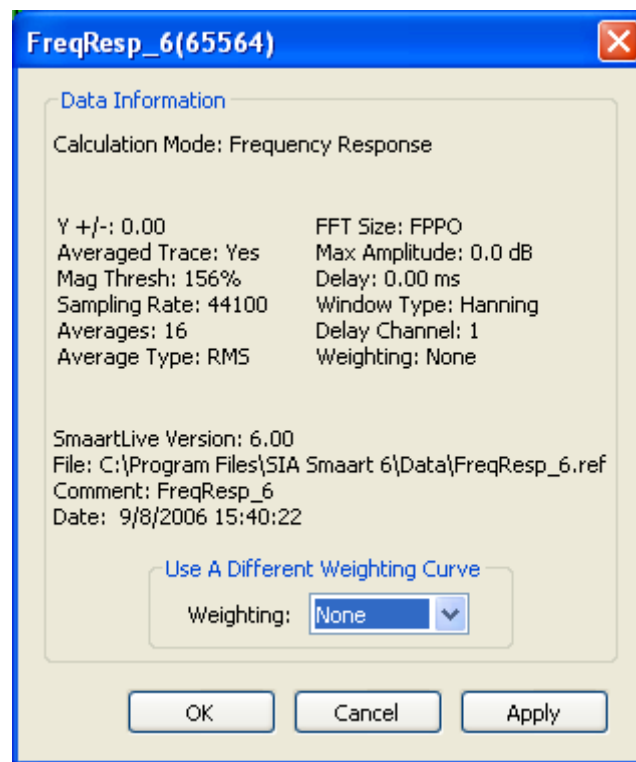 FreqResp_6(65564)
Data Information
Calculation Mode: Frequency Response
Y +/-: 0.00
Averaged Trace: Yes
Mag Thresh: 156%
Sampling Rate: 44100
Averages: 16
Average Type: RMS
FFT Size: FPPO
Max Amplitude: 0.0 dB
Delay: 0.00 ms
Window Type: Hanning
Delay Channel: 1
Weighting: None
SmaartLive Version: 6.00
File: C:\Program Files\SIA Smaart 6\Data\FreqResp_6.ref
Comment: FreqResp_6
Date: 9/8/2006 15:40:22
Use A Different Weighting Curve
Weighting: None
OK Cancel Apply